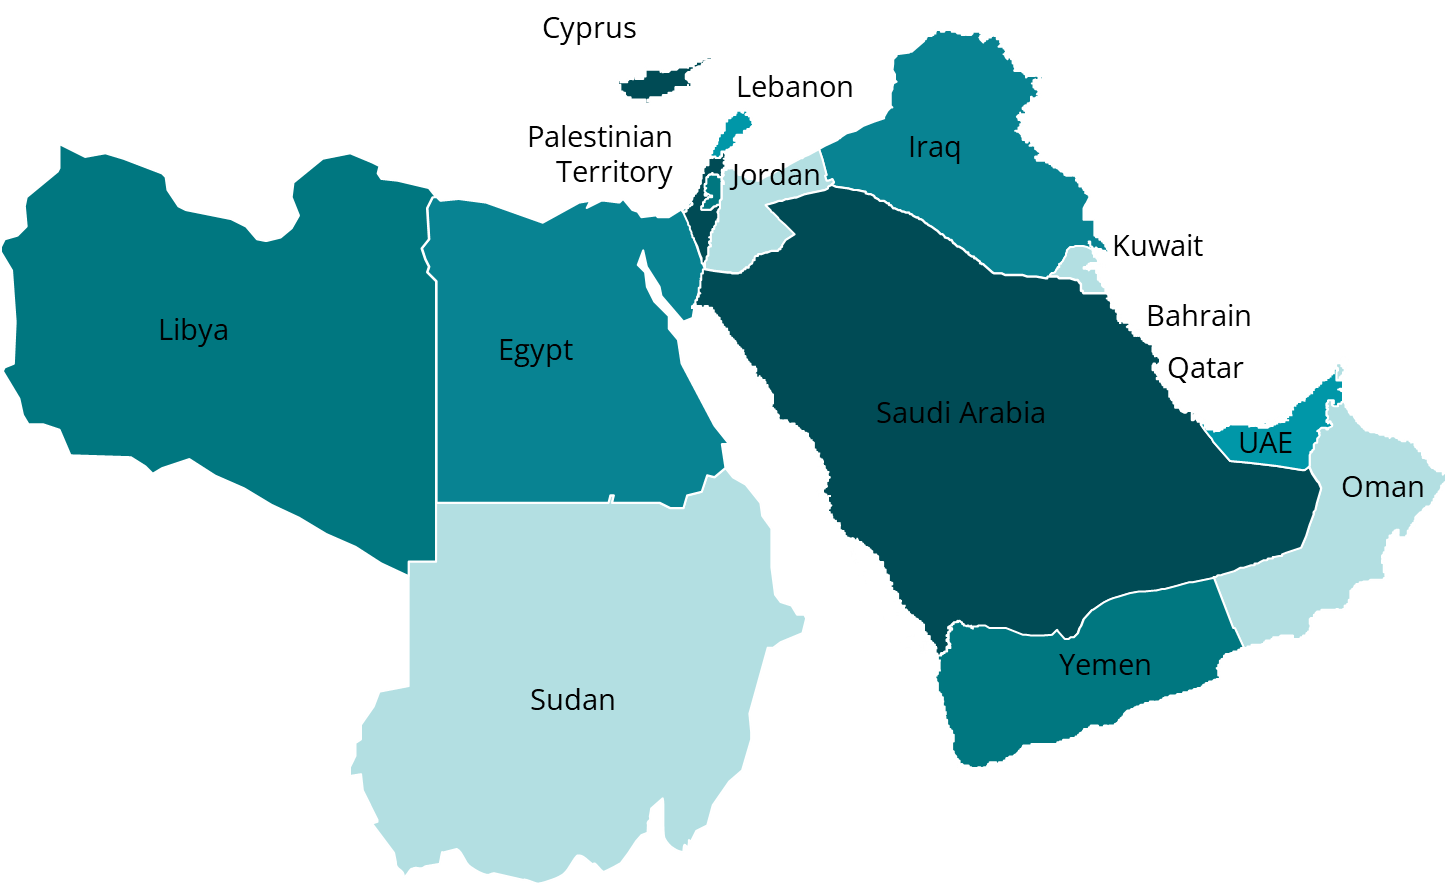 Cyprus
Lebanon
Palestinian
Territory
Jordan
Iraq
Kuwait
Libya
Egypt
Bahrain
Qatar
Saudi Arabia
UAE
Oman
Yemen
Sudan